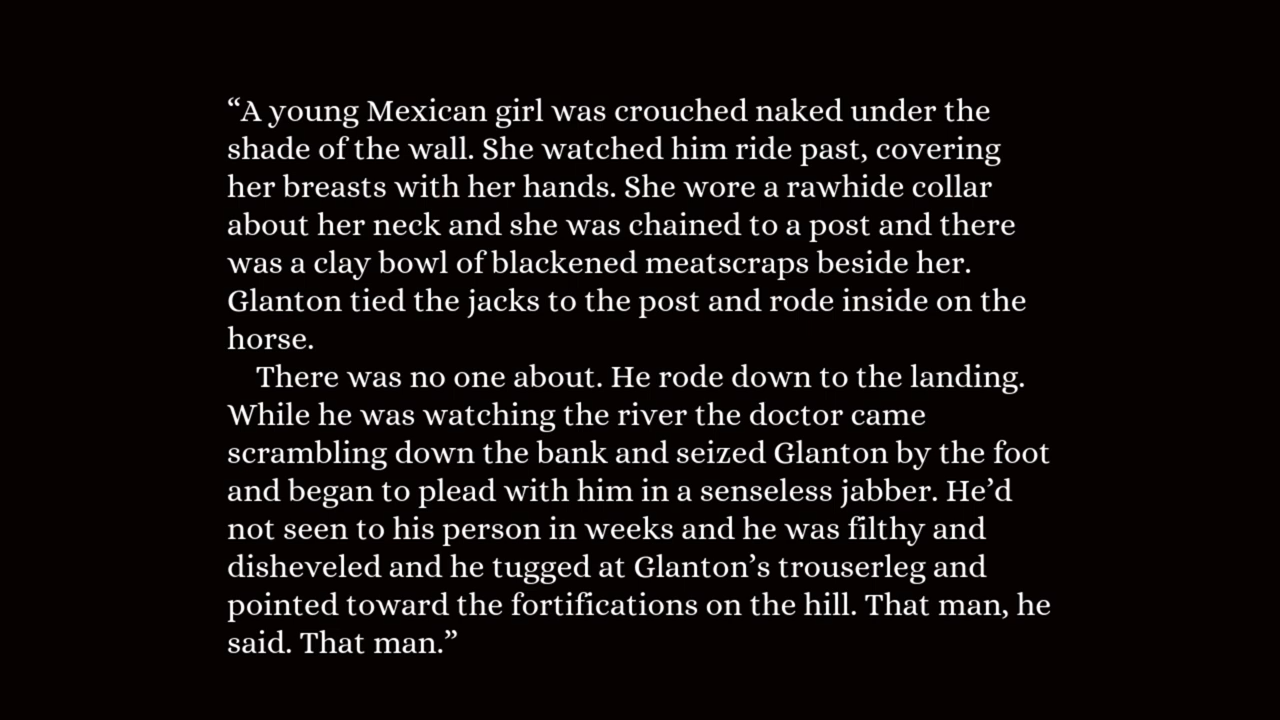 “A young Mexican girl was crouched naked under the
shade of the wall. She watched him ride past, covering
her breasts with her hands. She wore a rawhide collar
about her neck and she was chained to a post and there
was a clay bowl of blackened meatscraps beside her.
Glanton tied the jacks to the post and rode inside on the
horse.
There was no one about. He rode down to the landing.
While he was watching the river the doctor came
scrambling down the bank and seized Glanton by the foot
and began to plead with him in a senseless jabber. He’d
not seen to his person in weeks and he was filthy and
disheveled and he tugged at Glanton’s trouserleg and
pointed toward the fortifications on the hill. That man, he
said. That man.”